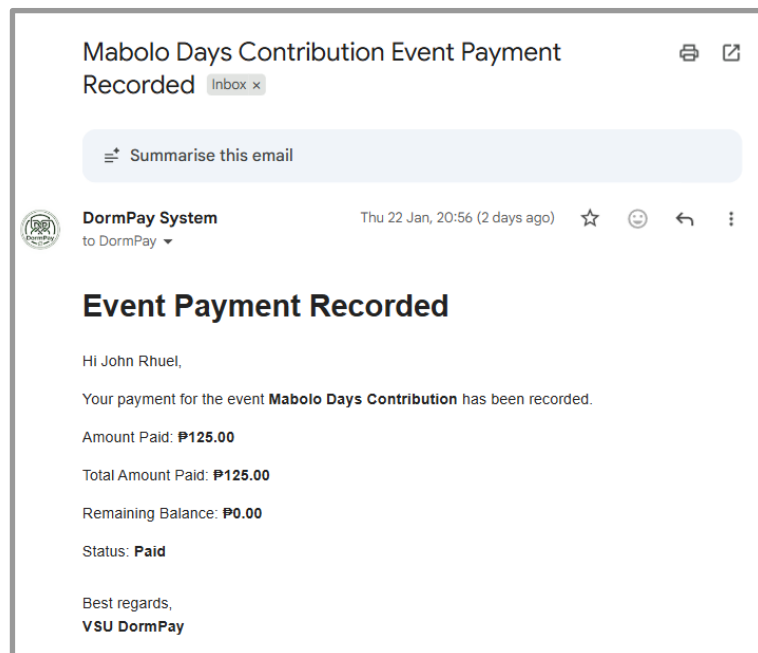 Mabolo Days Contribution Event Payment
Recorded Inbox ×
Summarise this email
DormPay System Thu 22 Jan, 20:56 (2 days ago)
to DormPay
DormPay
Event Payment Recorded
Hi John Rhuel,
Your payment for the event Mabolo Days Contribution has been recorded.
Amount Paid: ₱125.00
Total Amount Paid: ₱125.00
Remaining Balance: ₱0.00
Status: Paid
Best regards,
VSU DormPay